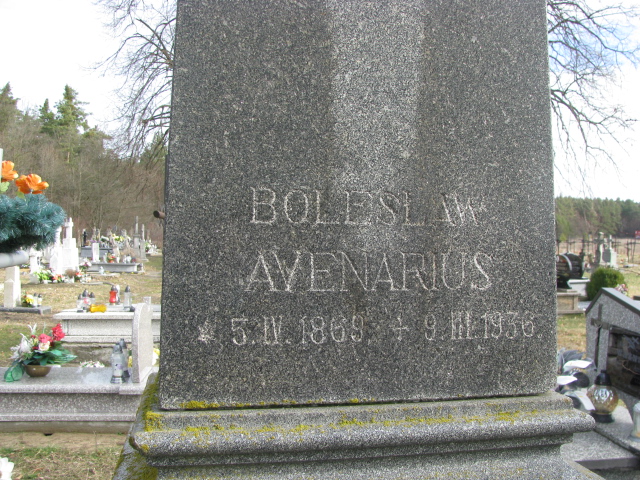 BOLESŁAW
AVENARIUS
* 5.IV.1869 + 9.III.1936